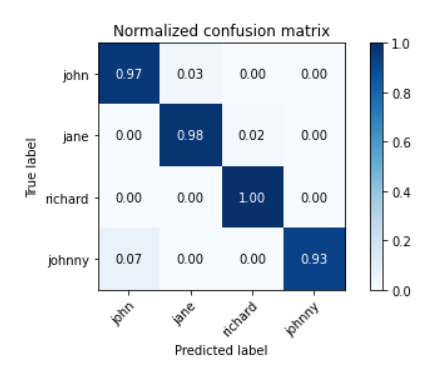 Normalized confusion matrix
1.0
john 0.97 0.03 0.00 0.00
0.8
jane 0.00 0.98 0.02 0.00
True label
0.6
0.4
richard 0.00 0.00 1.00 0.00
0.2
johnny 0.07 0.00 0.00 0.93
0.0
john jane richard johnny
Predicted label